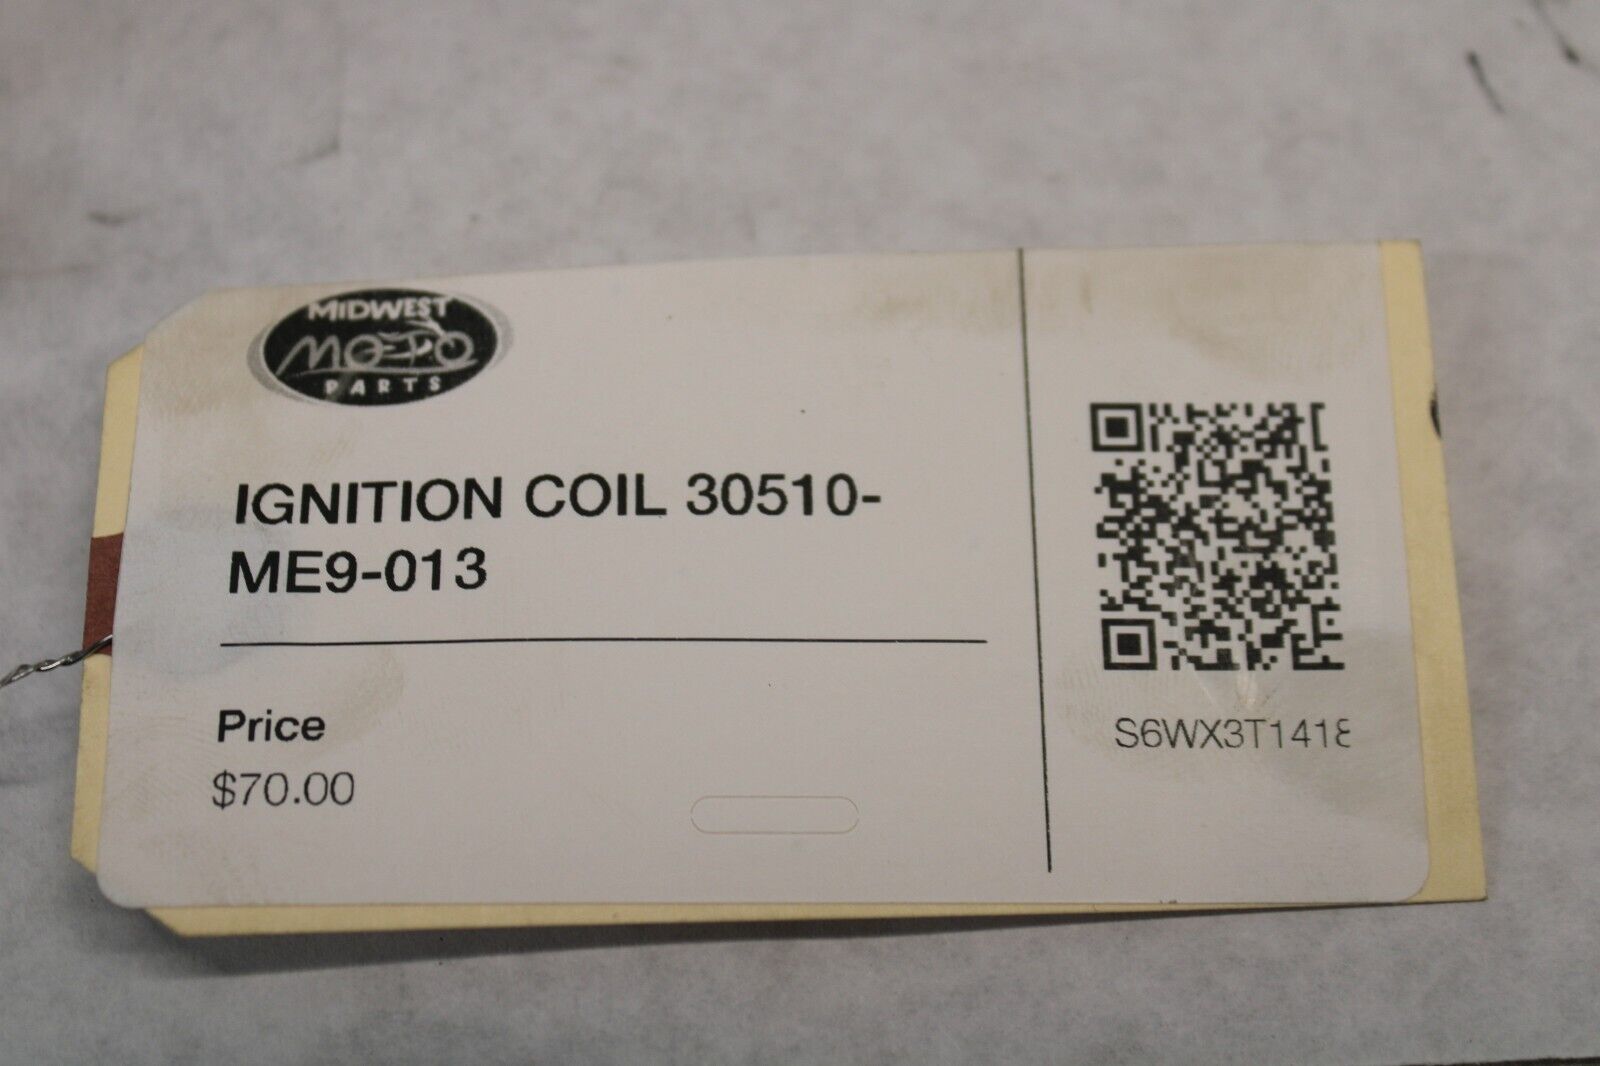 MIDWEST
MOTO
PARTS
IGNITION COIL 30510-
ME9-013
Price
$70.00
S6WX3T1418